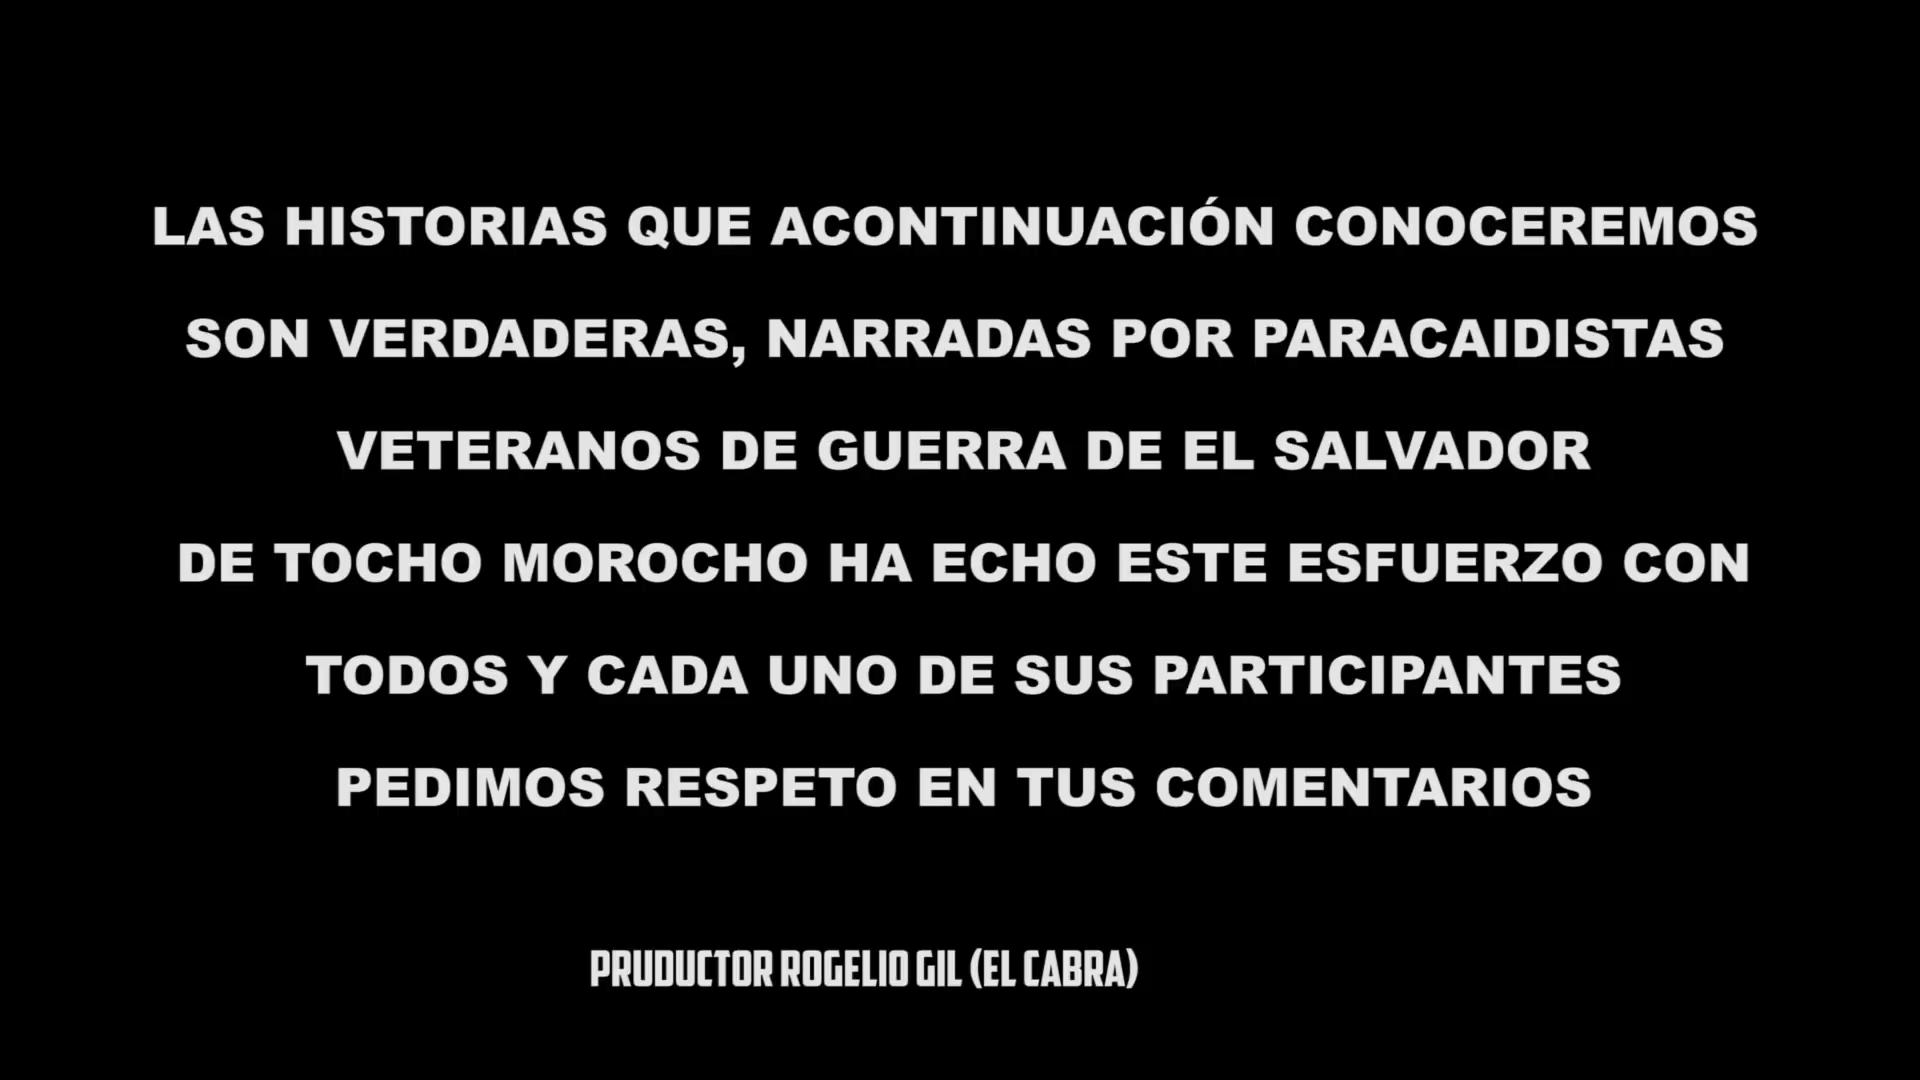 LAS HISTORIAS QUE ACONTINUACIÓN CONOCEREMOS
SON VERDADERAS, NARRADAS POR PARACAIDISTAS
VETERANOS DE GUERRA DE EL SALVADOR
DE TOCHO MOROCHO HA ECHO ESTE ESFUERZO CON
TODOS Y CADA UNO DE SUS PARTICIPANTES
PEDIMOS RESPETO EN TUS COMENTARIOS
PRUDUCTOR ROGELIO GIL (EL CABRA)